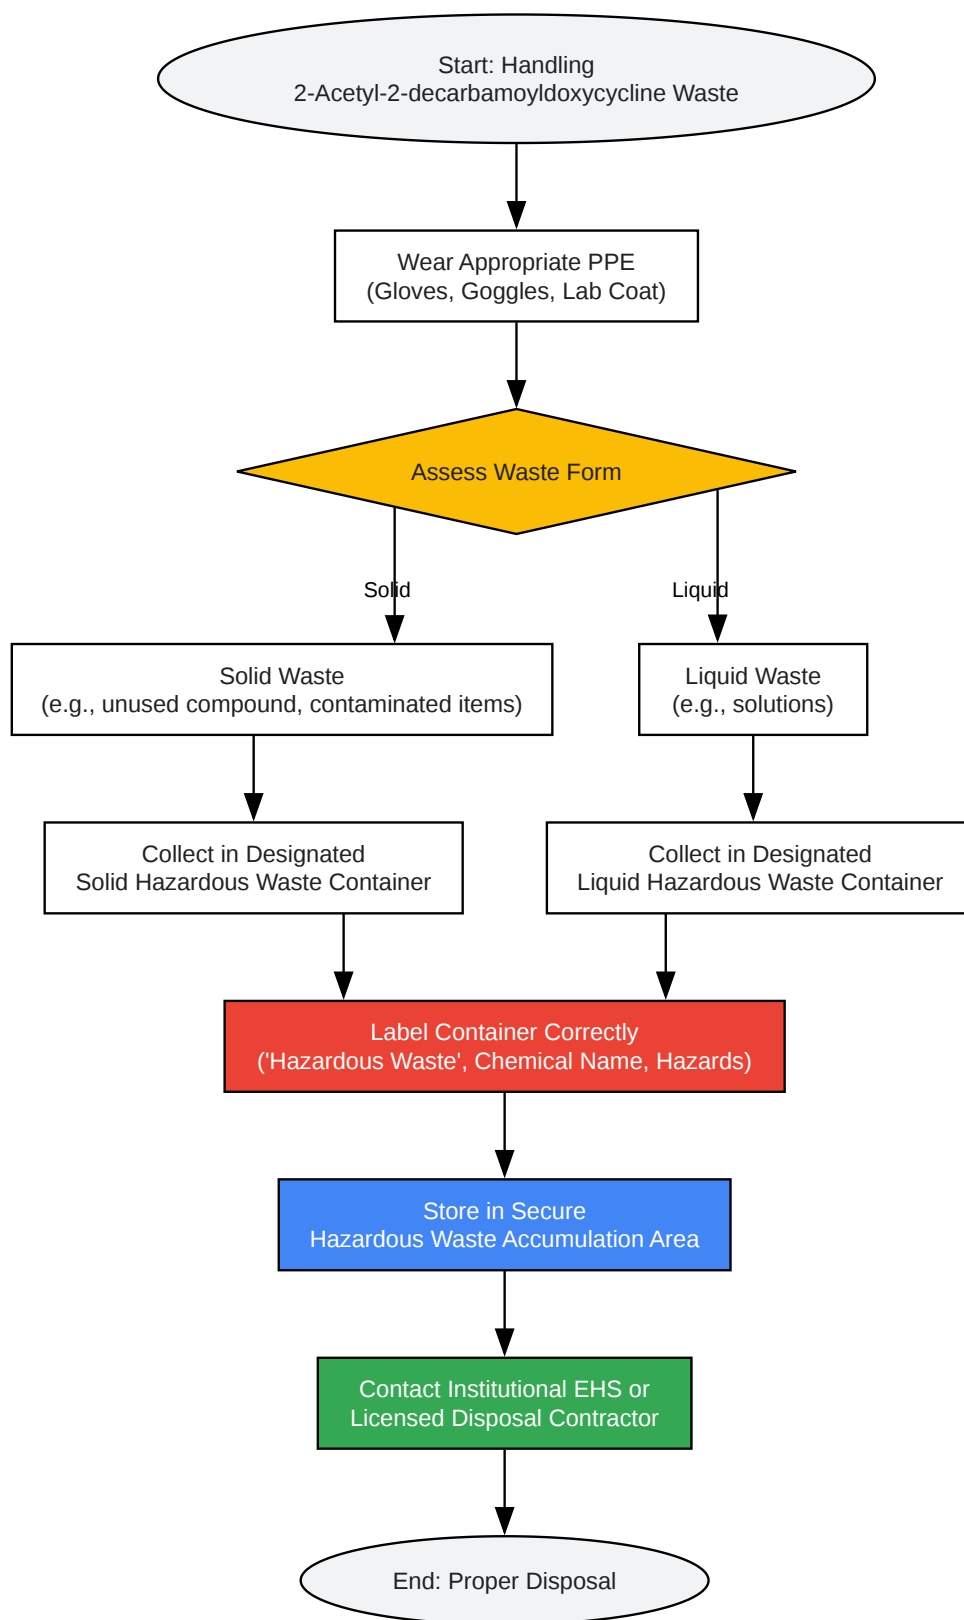 Start: Handling
2-Acetyl-2-decarbamoyldoxycycline Waste
Wear Appropriate PPE
(Gloves, Goggles, Lab Coat)
Assess Waste Form
Solid
Liquid
Solid Waste
(e.g., unused compound, contaminated items)
Liquid Waste
(e.g., solutions)
Collect in Designated
Solid Hazardous Waste Container
Collect in Designated
Liquid Hazardous Waste Container
Label Container Correctly
('Hazardous Waste', Chemical Name, Hazards)
Store in Secure
Hazardous Waste Accumulation Area
Contact Institutional EHS or
Licensed Disposal Contractor
End: Proper Disposal